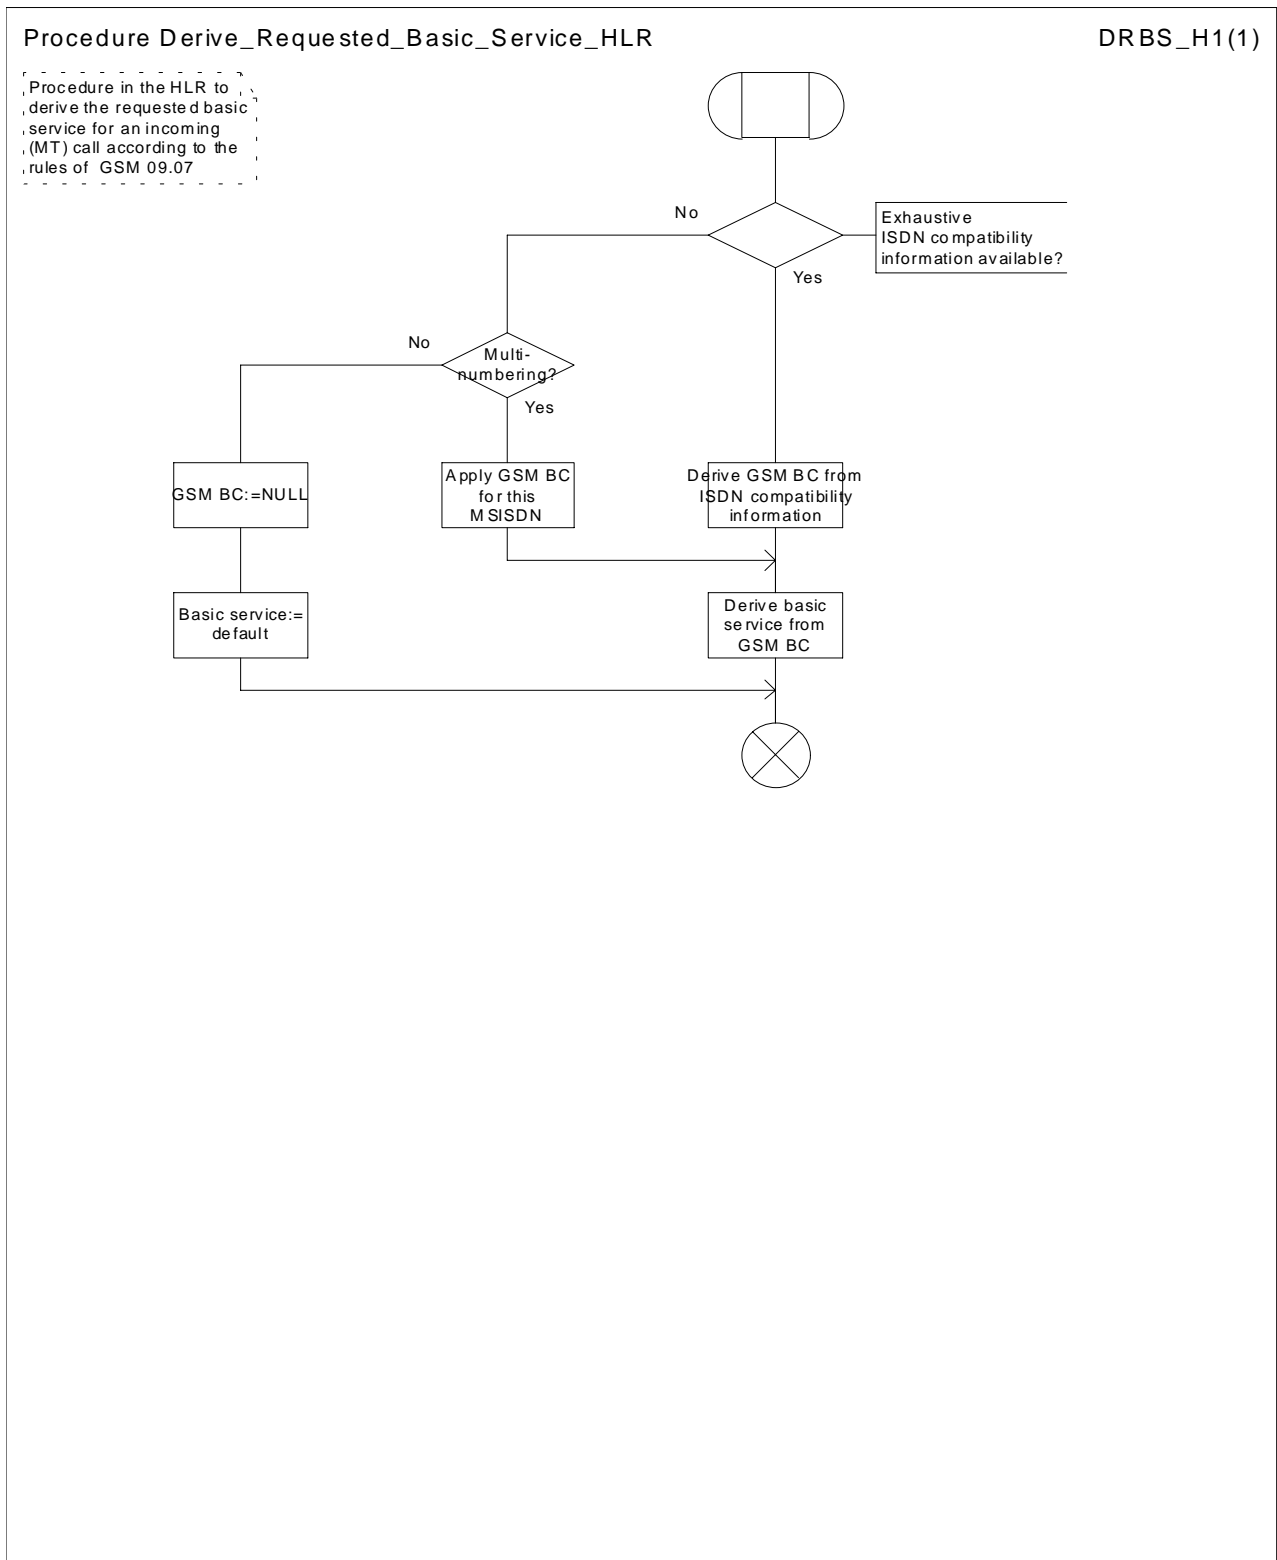 Procedure Derive_Requested_Basic_Service_HLR
DRBS_H1(1)
Procedure in the HLR to
derive the requested basic
service for an incoming
(MT) call according to the
rules of GSM 09.07
No
Exhaustive
ISDN compatibility
information available?
Yes
No
Multi-
numbering?
Yes
GSM BC:=NULL
Apply GSM BC
for this
MSISDN
Derive GSM BC from
ISDN compatibility
information
Basic service:=
default
Derive basic
service from
GSM BC